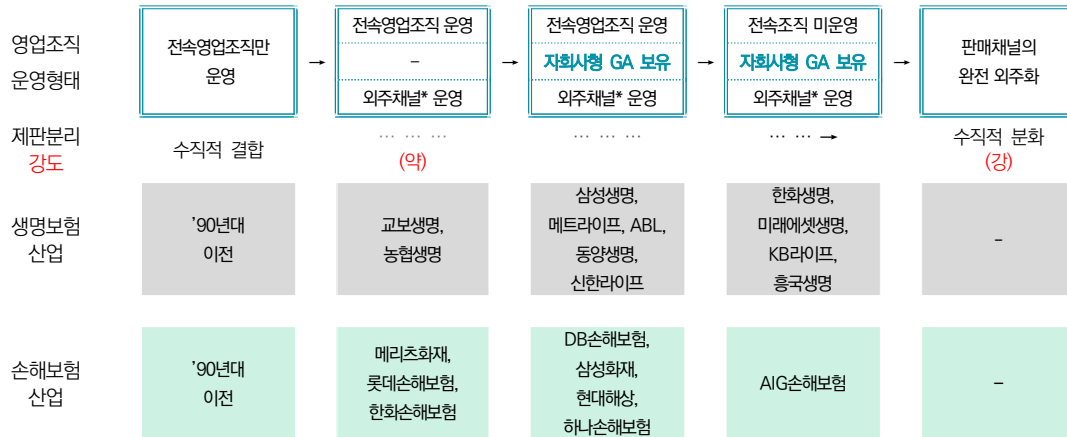 영업조직
운영형태
전속영업조직만
운영
→
전속영업조직 운영
–
외주채널* 운영
→
전속영업조직 운영
자회사형 GA 보유
외주채널* 운영
→
전속조직 미운영
자회사형 GA 보유
외주채널* 운영
→
판매채널의
완전 외주화
제판분리
강도
수직적 결합
… … …
(약)
… … …
… … →
수직적 분화
(강)
생명보험
산업
’90년대
이전
교보생명,
농협생명
삼성생명,
메트라이프, ABL,
동양생명,
신한라이프
한화생명,
미래에셋생명,
KB라이프,
흥국생명
–
손해보험
산업
’90년대
이전
메리츠화재,
롯데손해보험,
한화손해보험
DB손해보험,
삼성화재,
현대해상,
하나손해보험
AIG손해보험
–